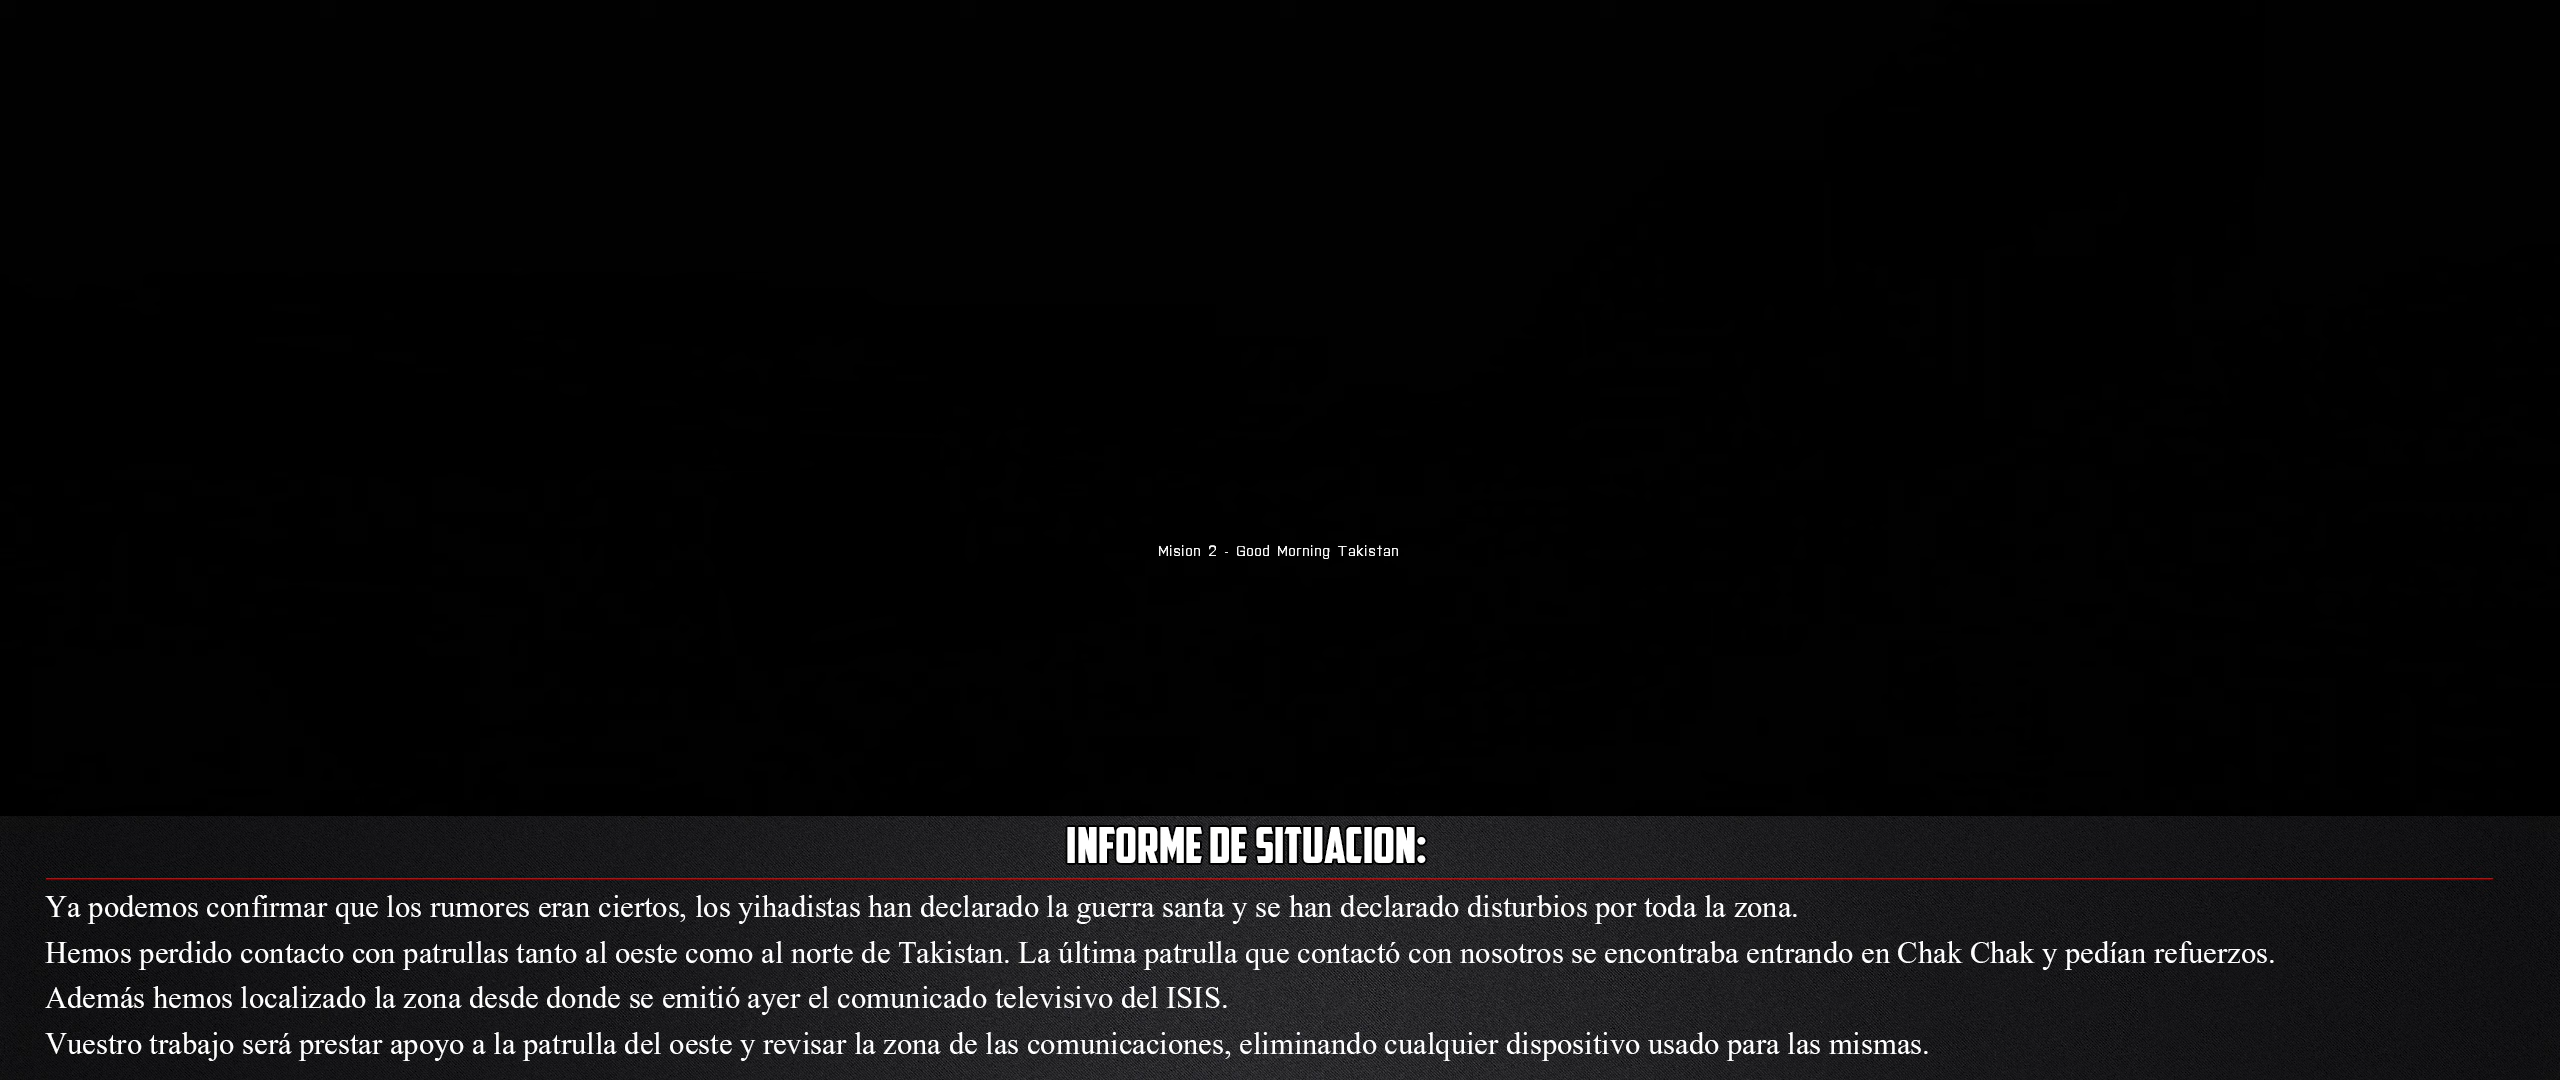 Mision 2 - Good Morning Takistan
INFORME DE SITUACION:
Ya podemos confirmar que los rumores eran ciertos, los yihadistas han declarado la guerra santa y se han declarado disturbios por toda la zona.
Hemos perdido contacto con patrullas tanto al oeste como al norte de Takistan. La última patrulla que contactó con nosotros se encontraba entrando en Chak Chak y pedían refuerzos.
Además hemos localizado la zona desde donde se emitió ayer el comunicado televisivo del ISIS.
Vuestro trabajo será prestar apoyo a la patrulla del oeste y revisar la zona de las comunicaciones, eliminando cualquier dispositivo usado para las mismas.